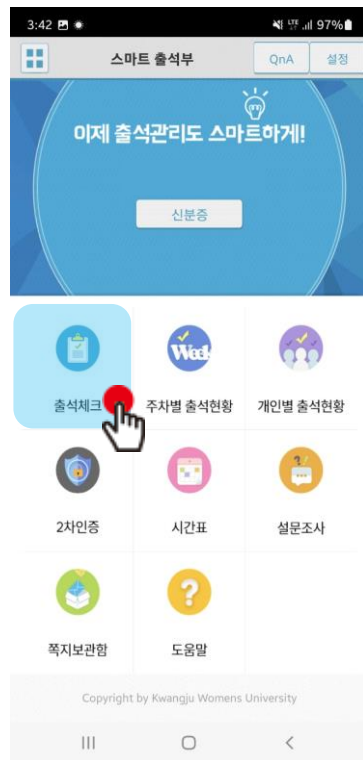 3:42 LTE 97%
스마트 출석부 QnA 설정
이제 출석관리도 스마트하게!
신분증
Week
출석체크 주차별 출석현황 개인별 출석현황
2차인증 시간표 설문조사
쪽지보관함 도움말
Copyright by Kwangju Womens University